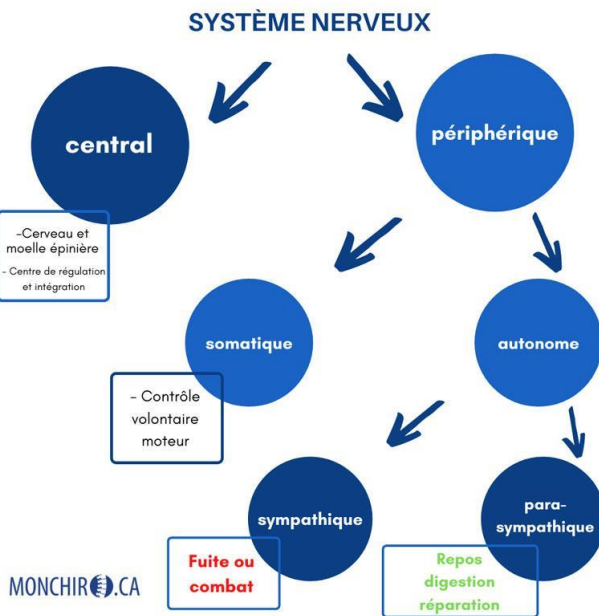 SYSTÈME NERVEUX
central
périphérique
-Cerveau et
moelle épinière
- Centre de régulation
et intégration
somatique
autonome
- Contrôle
volontaire
moteur
sympathique
para-
sympathique
Fuite ou
combat
Repos
digestion
réparation
MONCHIRO.CA